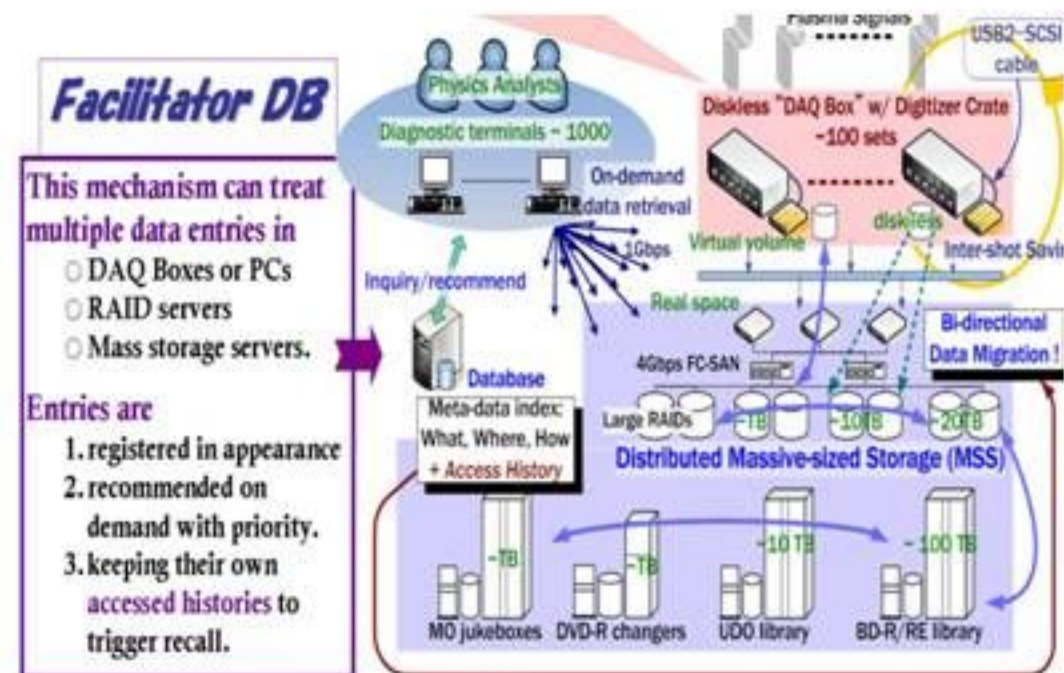 Facilitator DB
This mechanism can treat
multiple data entries in
DAQ Boxes or PCs
RAID servers
Mass storage servers.
Entries are
1. registered in appearance
2. recommended on
demand with priority.
3. keeping their own
accessed histories to
trigger recall.
Physics Analysts
Diagnostic terminals ~ 1000
On-demand
data retrieval
1Gbps
Inquiry/recommend
Database
Meta-data index:
What, Where, How
+ Access History
Plasma Signals
USB2-SCSI
cable
Diskless "DAQ Box" w/ Digitizer Crate
~100 sets
diskless
Virtual volume
Inter-shot Savin
Real space
Bi-directional
Data Migration !
4Gbps FC-SAN
Large RAIDs
~TB
~10TB
~20TB
Distributed Massive-sized Storage (MSS)
~TB
~TB
~10 TB
~ 100 TB
MO jukeboxes
DVD-R changers
UDO library
BD-R/RE library